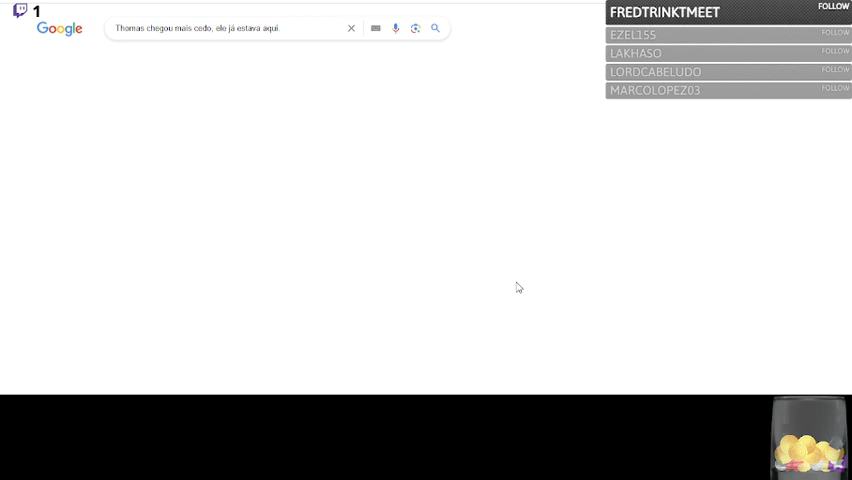 1
Google
Thomas chegou mais cedo, ele já estava aqui.
FREDTRINKTMEET FOLLOW
EZEL155 FOLLOW
LAKHASO FOLLOW
LORDCABELUDO FOLLOW
MARCOLOPEZ03 FOLLOW